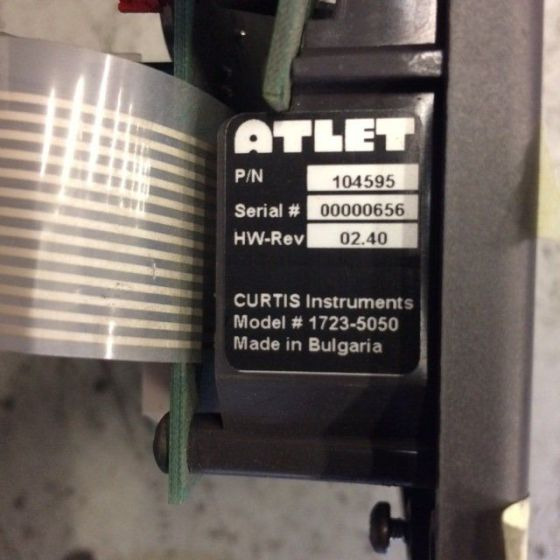 ATLET
P/N 104595
Serial # 00000656
HW-Rev 02.40
CURTIS Instruments
Model # 1723-5050
Made in Bulgaria